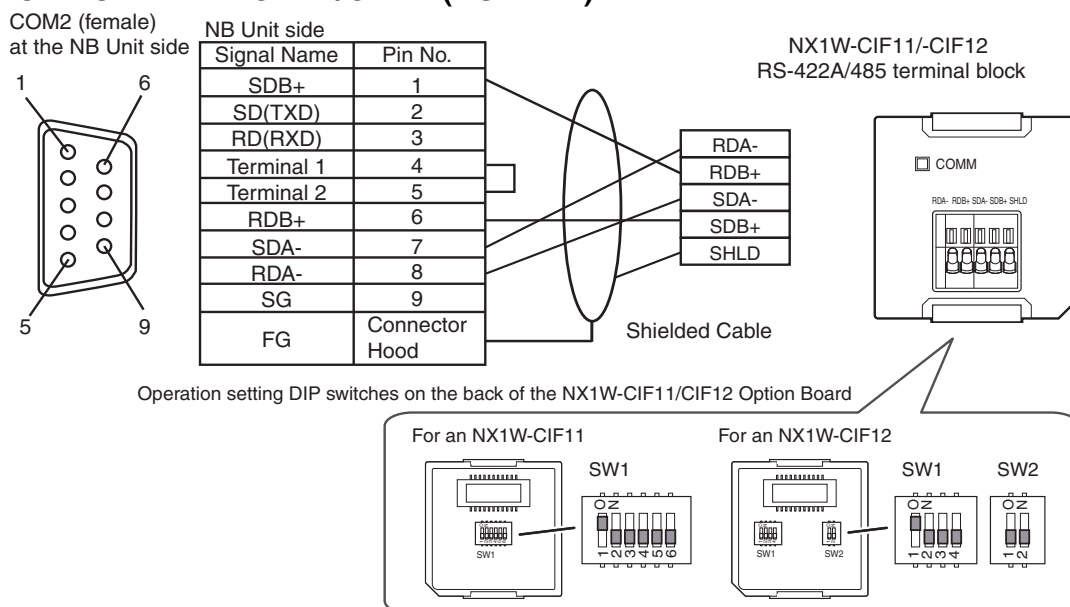 COM2 (female)
at the NB Unit side
1
6
5
9
NB Unit side
Signal Name Pin No.
SDB+ 1
SD(TXD) 2
RD(RXD) 3
Terminal 1 4
Terminal 2 5
RDB+ 6
SDA- 7
RDA- 8
SG 9
FG Connector Hood
RDA-
RDB+
SDA-
SDB+
SHLD
Shielded Cable
NX1W-CIF11/-CIF12
RS-422A/485 terminal block
COMM
RDA- RDB+ SDA- SDB+ SHLD
Operation setting DIP switches on the back of the NX1W-CIF11/CIF12 Option Board
For an NX1W-CIF11
SW1
SW1
ON
1 2 3 4 5 6
For an NX1W-CIF12
SW1
SW2
SW1
ON
1 2 3 4
SW2
ON
1 2